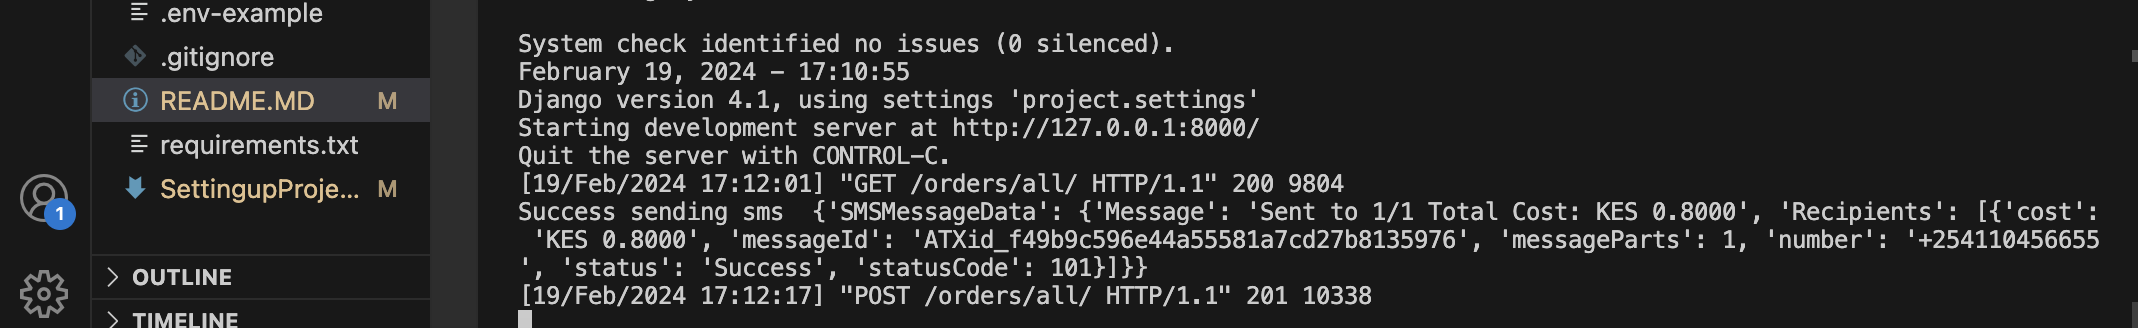 .env-example
.gitignore
README.MD M
requirements.txt
SettingupProje... M
1
OUTLINE
TIMELINE
System check identified no issues (0 silenced).
February 19, 2024 - 17:10:55
Django version 4.1, using settings 'project.settings'
Starting development server at http://127.0.0.1:8000/
Quit the server with CONTROL-C.
[19/Feb/2024 17:12:01] "GET /orders/all/ HTTP/1.1" 200 9804
Success sending sms  {'SMSMessageData': {'Message': 'Sent to 1/1 Total Cost: KES 0.8000', 'Recipients': [{'cost':
'KES 0.8000', 'messageId': 'ATXid_f49b9c596e44a55581a7cd27b8135976', 'messageParts': 1, 'number': '+254110456655
', 'status': 'Success', 'statusCode': 101}]}}
[19/Feb/2024 17:12:17] "POST /orders/all/ HTTP/1.1" 201 10338